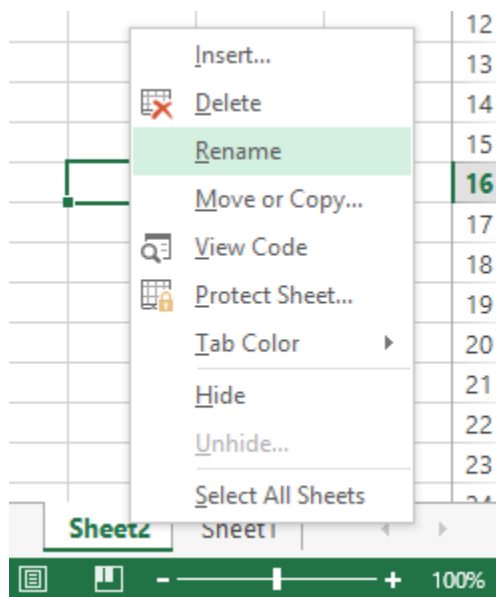 12
13
14
15
16
17
18
19
20
21
22
23
Insert...
Delete
Rename
Move or Copy...
View Code
Protect Sheet...
Tab Color
Hide
Unhide...
Select All Sheets
Sheet2 Sheet1
100%